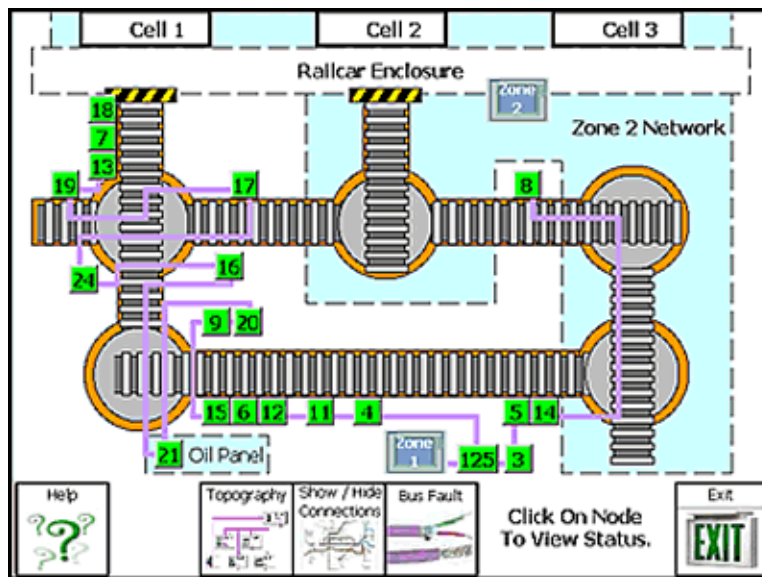 Cell 1
Cell 2
Cell 3
Railcar Enclosure
Zone
2
Zone 2 Network
18
7
13
19
17
8
24
16
9
20
15
6
12
11
4
5
14
Zone
1
125
3
21
Oil Panel
Help
Topography
Show / Hide
Connections
Bus Fault
Click On Node
To View Status.
Exit
EXIT